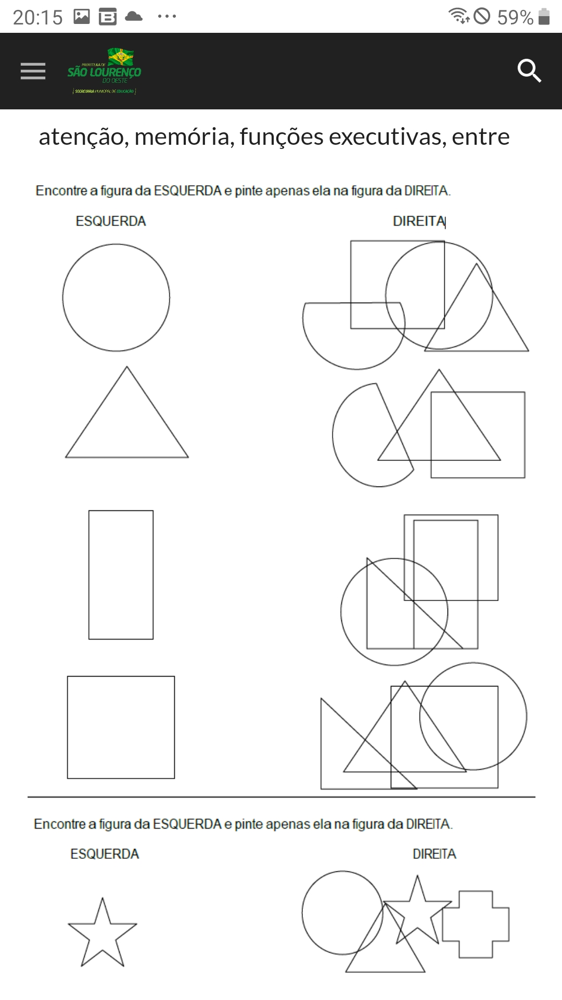 20:15
59%
PREFEITURA DE
SÃO LOURENÇO
DO OESTE
SECRETARIA MUNICIPAL DE EDUCAÇÃO
atenção, memória, funções executivas, entre
Encontre a figura da ESQUERDA e pinte apenas ela na figura da DIREITA.
ESQUERDA DIREITA
Encontre a figura da ESQUERDA e pinte apenas ela na figura da DIREITA.
ESQUERDA DIREITA